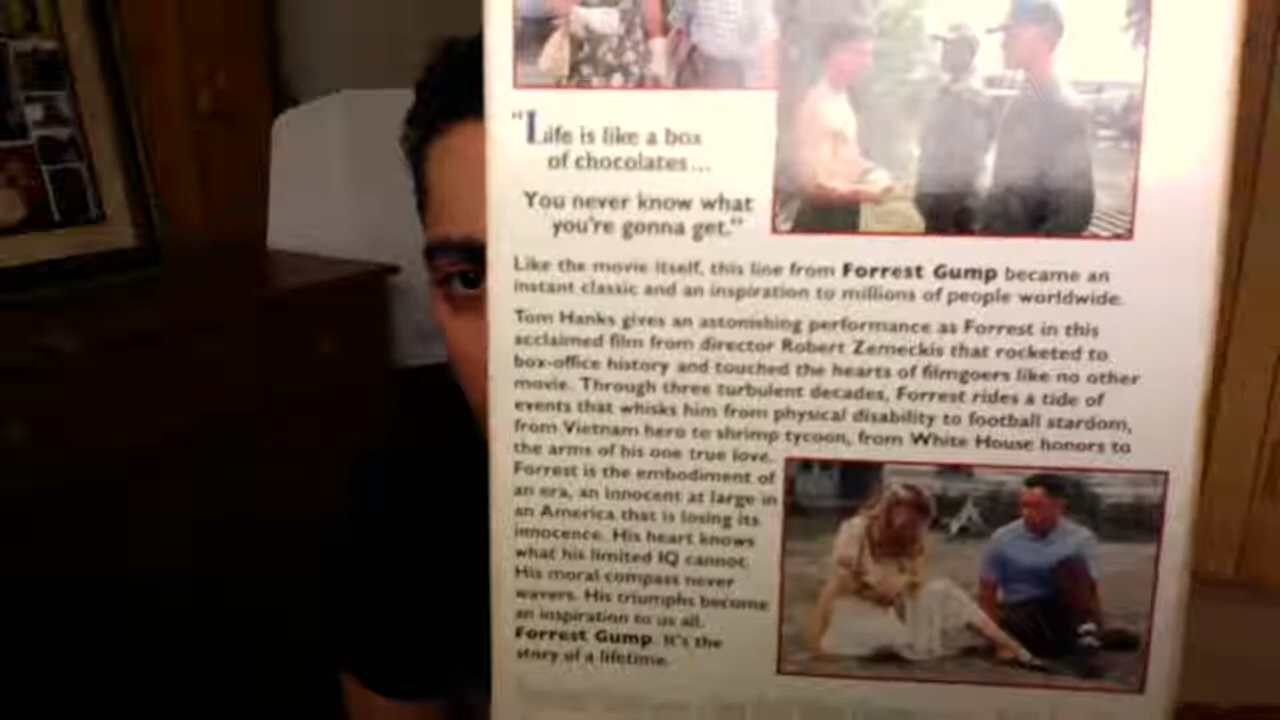 "Life is like a box
of chocolates...
You never know what
you're gonna get."
Like the movie itself, this line from Forrest Gump became an
instant classic and an inspiration to millions of people worldwide.
Tom Hanks gives an astonishing performance as Forrest in this
acclaimed film from director Robert Zemeckis that rocketed to
box-office history and touched the hearts of filmgoers like no other
movie. Through three turbulent decades, Forrest rides a tide of
events that whisks him from physical disability to football stardom,
from Vietnam hero to shrimp tycoon, from White House honors to
the arms of his one true love.
Forrest is the embodiment of
an era, an innocent at large in
an America that is losing its
innocence. His heart knows
what his limited IQ cannot.
His moral compass never
wavers. His triumphs become
an inspiration to us all.
Forrest Gump. It's the
story of a lifetime.